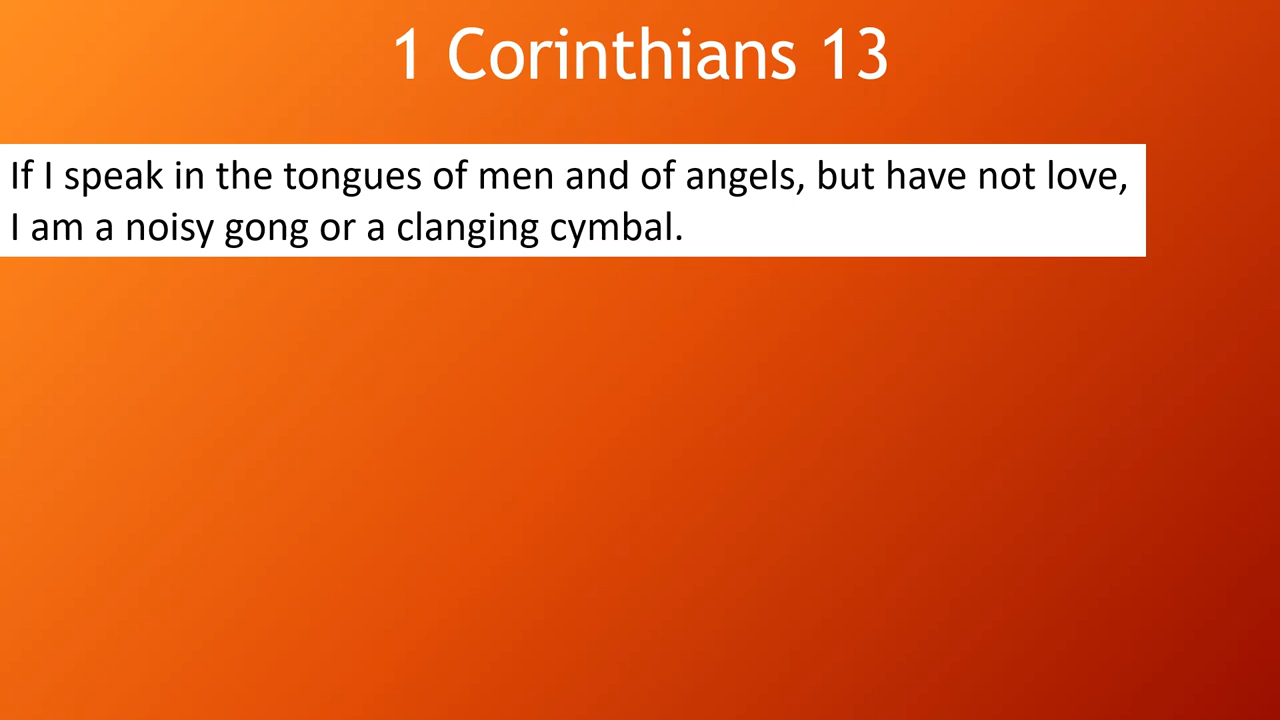 1 Corinthians 13
If I speak in the tongues of men and of angels, but have not love,
I am a noisy gong or a clanging cymbal.